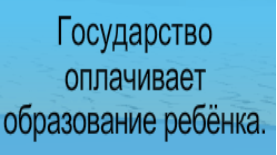 Государство
оплачивает
образование ребёнка.